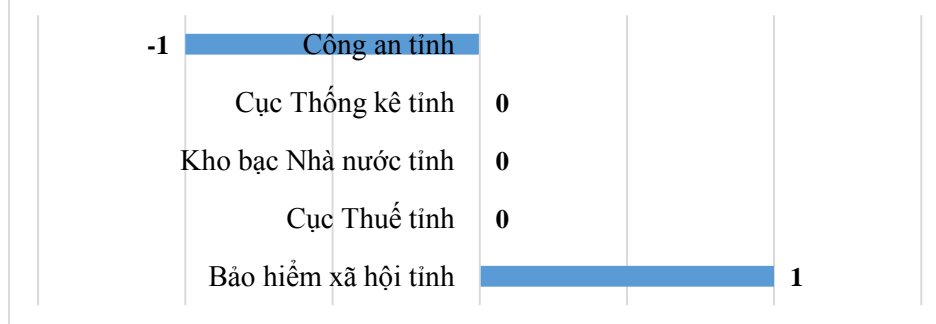 -1 Công an tỉnh
Cục Thống kê tỉnh 0
Kho bạc Nhà nước tỉnh 0
Cục Thuế tỉnh 0
Bảo hiểm xã hội tỉnh 1